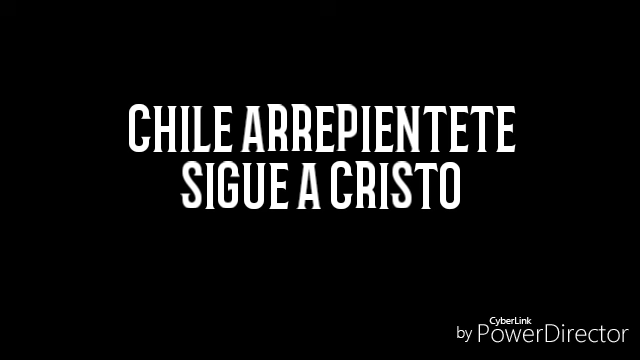 CHILE ARREPIENTETE
SIGUE A CRISTO
CyberLink
by PowerDirector